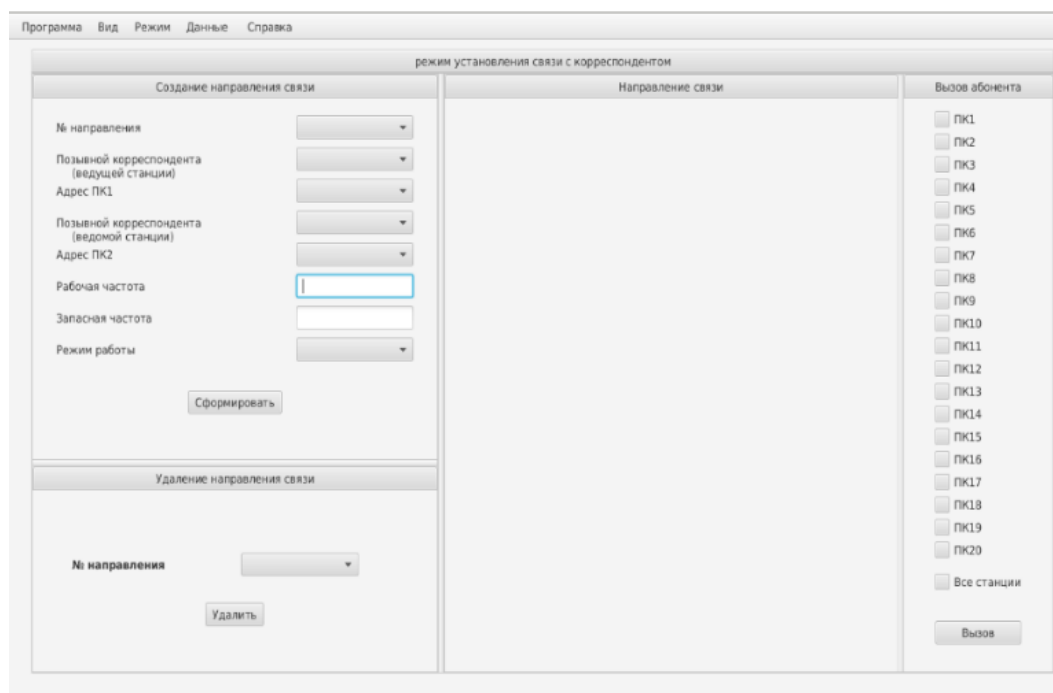 Программа Вид Режим Данные Справка
режим установления связи с корреспондентом
Создание направления связи
№ направления
Позывной корреспондента
(ведущей станции)
Адрес ПК1
Позывной корреспондента
(ведомой станции)
Адрес ПК2
Рабочая частота
Запасная частота
Режим работы
Сформировать
Удаление направления связи
№ направления
Удалить
Направление связи
Вызов абонента
ПК1
ПК2
ПК3
ПК4
ПК5
ПК6
ПК7
ПК8
ПК9
ПК10
ПК11
ПК12
ПК13
ПК14
ПК15
ПК16
ПК17
ПК18
ПК19
ПК20
Все станции
Вызов